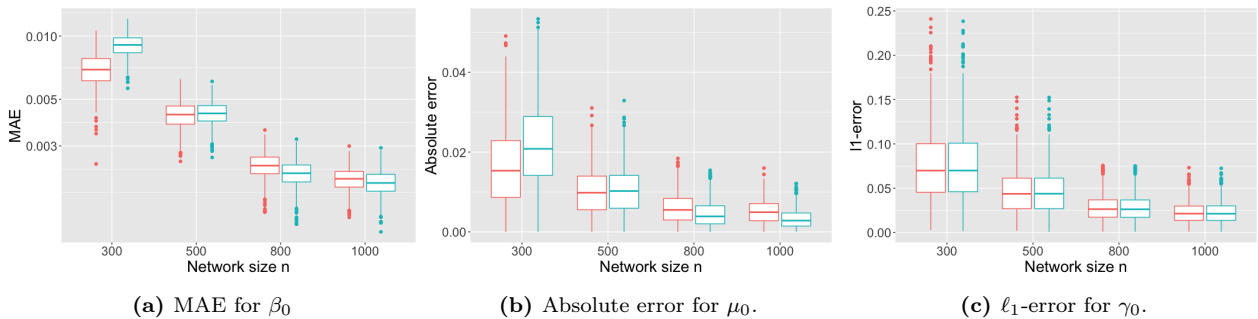 MAE
0.010
0.005
0.003
300 500 800 1000
Network size n
(a) MAE for β₀
Absolute error
0.04
0.02
0.00
300 500 800 1000
Network size n
(b) Absolute error for μ₀.
l1-error
0.25
0.20
0.15
0.10
0.05
0.00
300 500 800 1000
Network size n
(c) ℓ₁-error for γ₀.